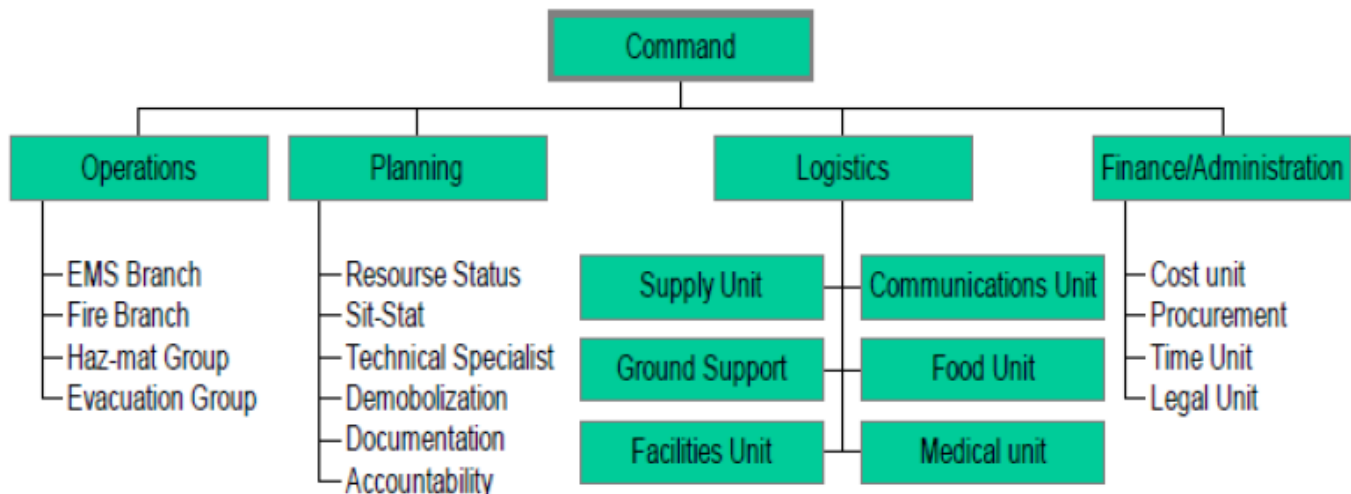 Command
Operations
Planning
Logistics
Finance/Administration
EMS Branch
Fire Branch
Haz-mat Group
Evacuation Group
Resourse Status
Sit-Stat
Technical Specialist
Demobolization
Documentation
Accountability
Supply Unit
Communications Unit
Ground Support
Food Unit
Facilities Unit
Medical unit
Cost unit
Procurement
Time Unit
Legal Unit